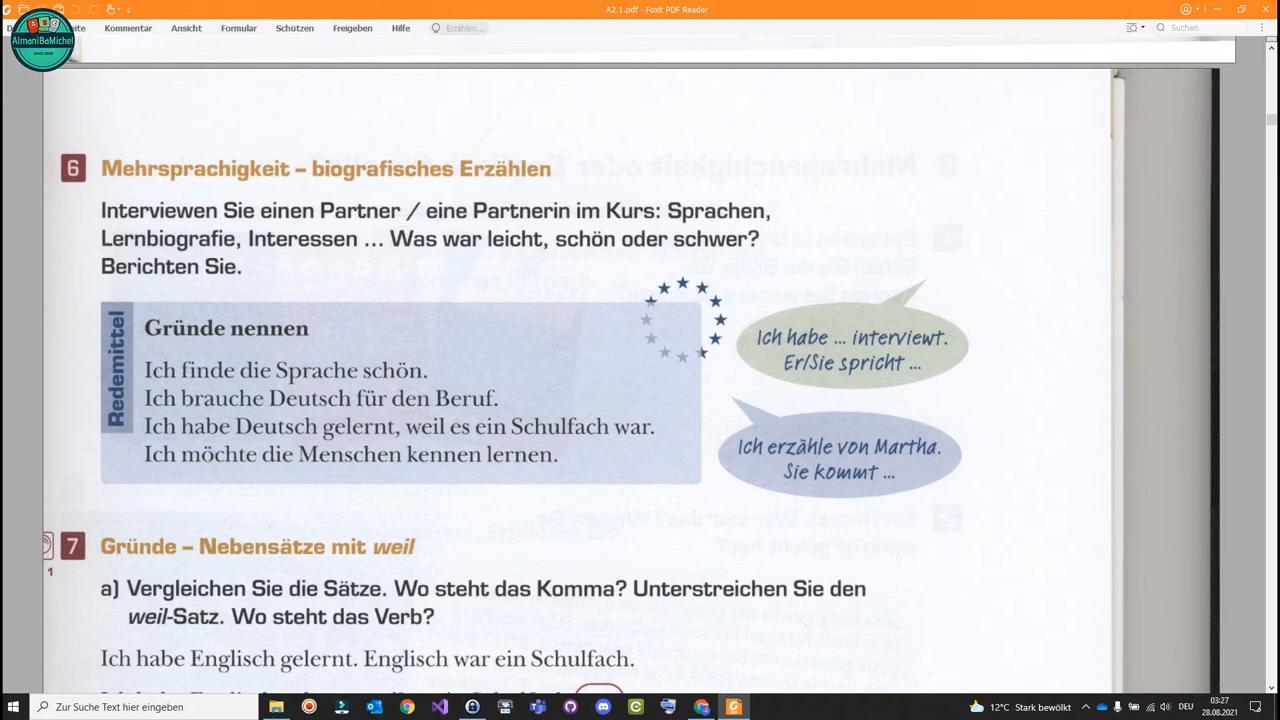 A2.1.pdf - Foxit PDF Reader
Kommentar Ansicht Formular Schützen Freigeben Hilfe Erzählen... Suchen
ABC
AlmaniBaMichel
SINCE 2020
6 Mehrsprachigkeit – biografisches Erzählen
Interviewen Sie einen Partner / eine Partnerin im Kurs: Sprachen,
Lernbiografie, Interessen … Was war leicht, schön oder schwer?
Berichten Sie.
Redemittel
Gründe nennen
Ich finde die Sprache schön.
Ich brauche Deutsch für den Beruf.
Ich habe Deutsch gelernt, weil es ein Schulfach war.
Ich möchte die Menschen kennen lernen.
Ich habe … interviewt.
Er/Sie spricht …
Ich erzähle von Martha.
Sie kommt …
7 Gründe – Nebensätze mit weil
1
a) Vergleichen Sie die Sätze. Wo steht das Komma? Unterstreichen Sie den
weil-Satz. Wo steht das Verb?
Ich habe Englisch gelernt. Englisch war ein Schulfach.
Zur Suche Text hier eingeben
12°C Stark bewölkt
DEU
03:27
28.08.2021